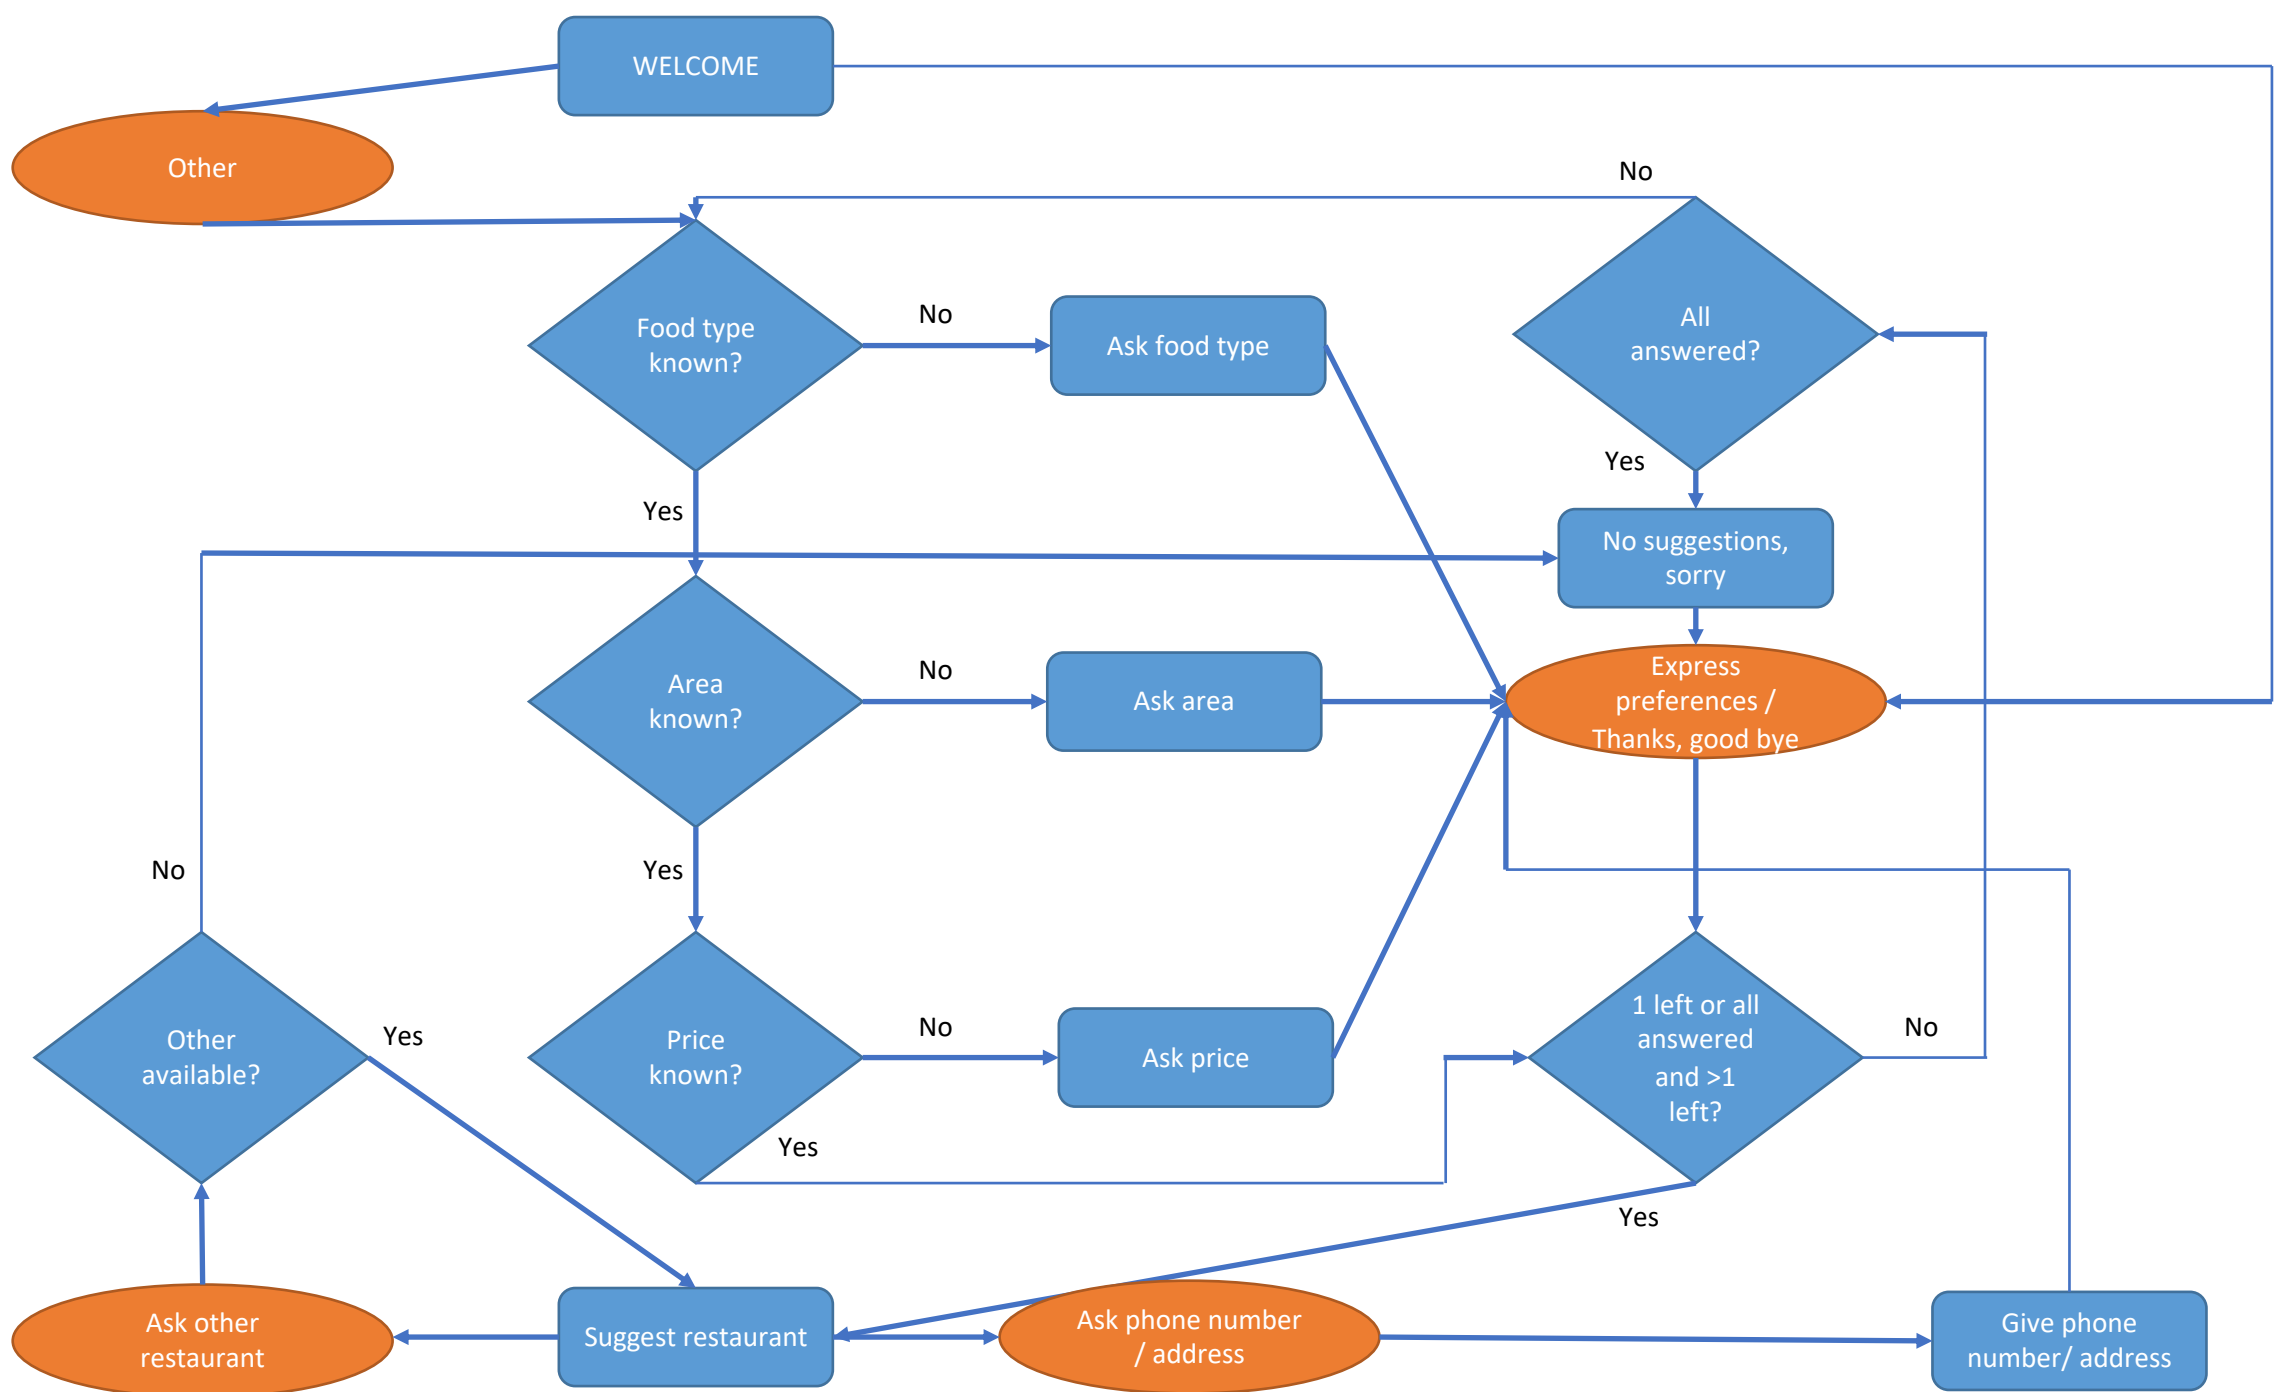 WELCOME
Other
No
Food type
known?
No
Ask food type
All
answered?
Yes
Yes
No suggestions,
sorry
Area
known?
No
Ask area
Express
preferences /
Thanks, good bye
No
Yes
Other
available?
Yes
Price
known?
No
Ask price
1 left or all
answered
and >1
left?
No
Yes
Yes
Ask other
restaurant
Suggest restaurant
Ask phone number
/ address
Give phone
number/ address